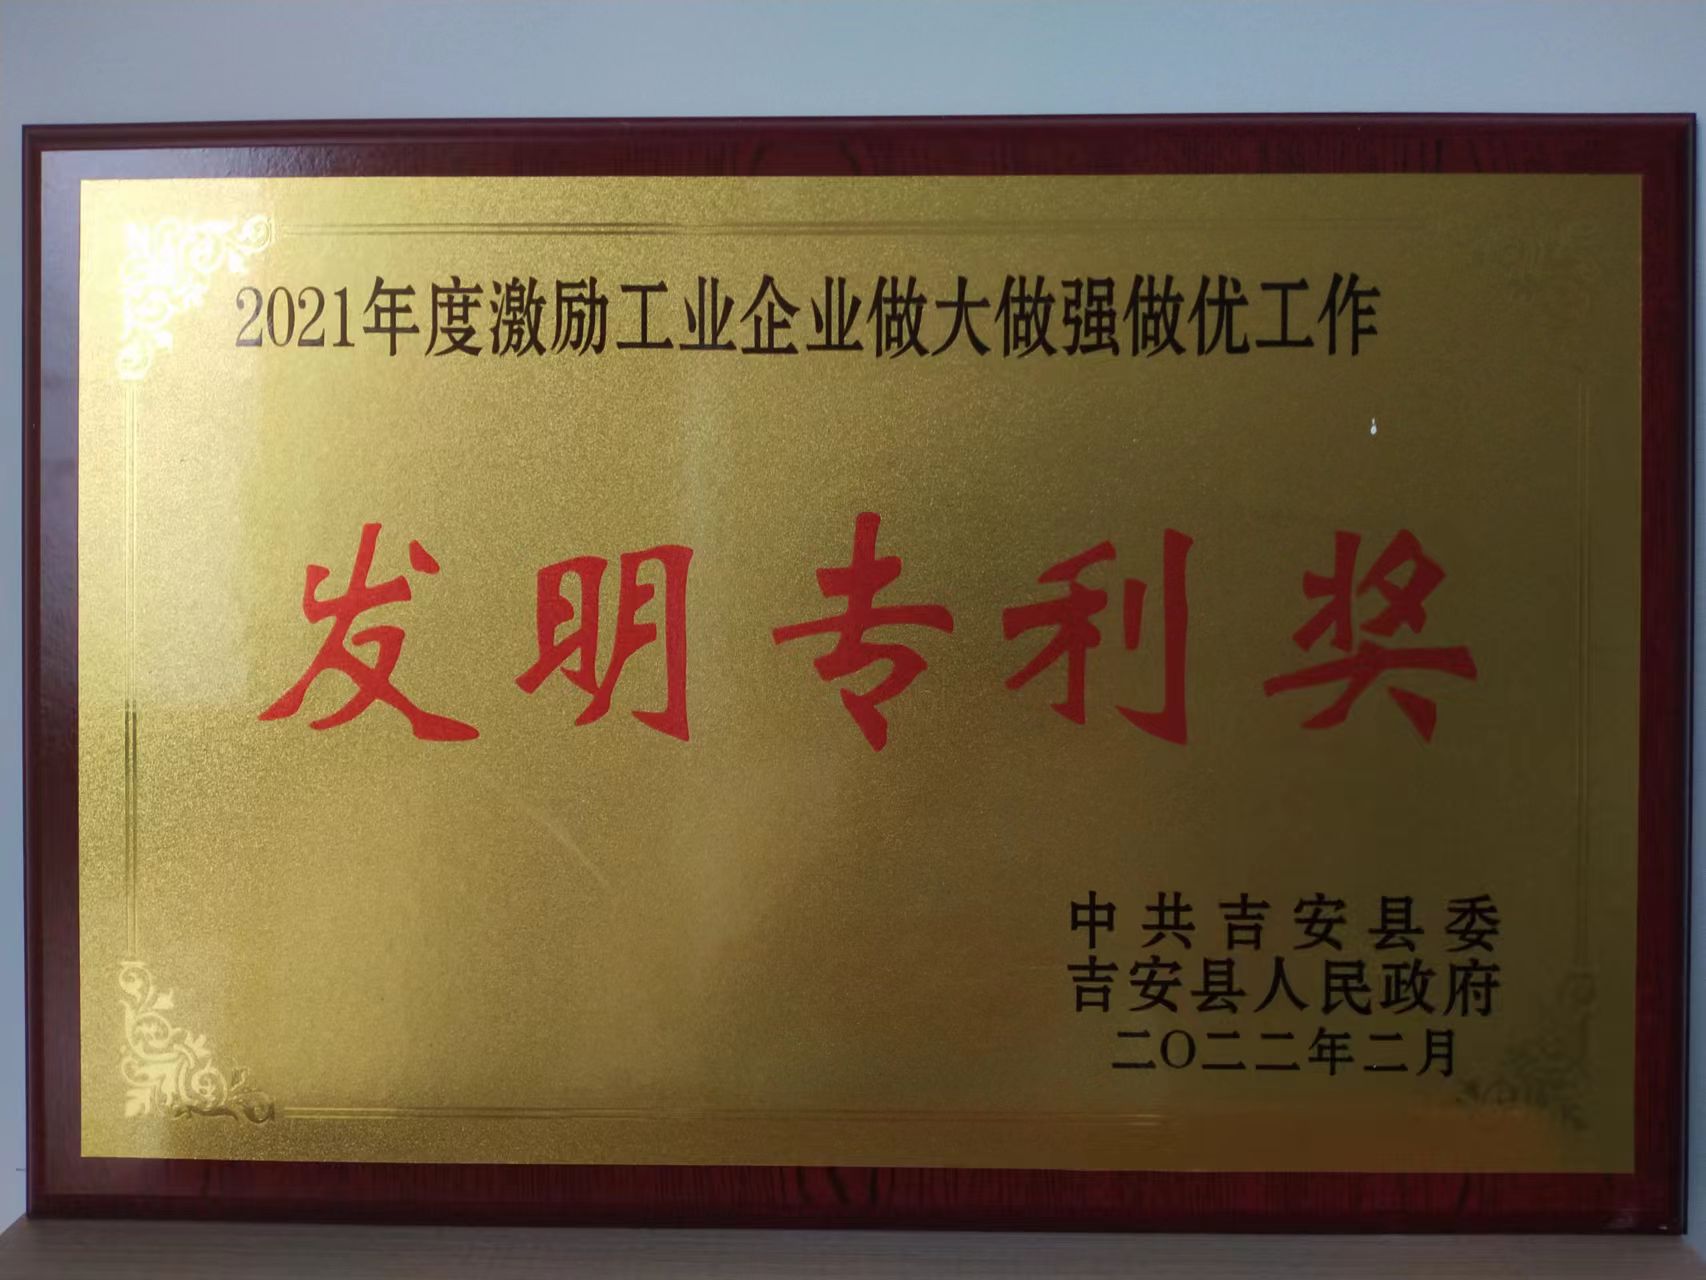 2021年度激励工业企业做大做强做优工作
发明专利奖
中共吉安县委
吉安县人民政府
二〇二二年二月